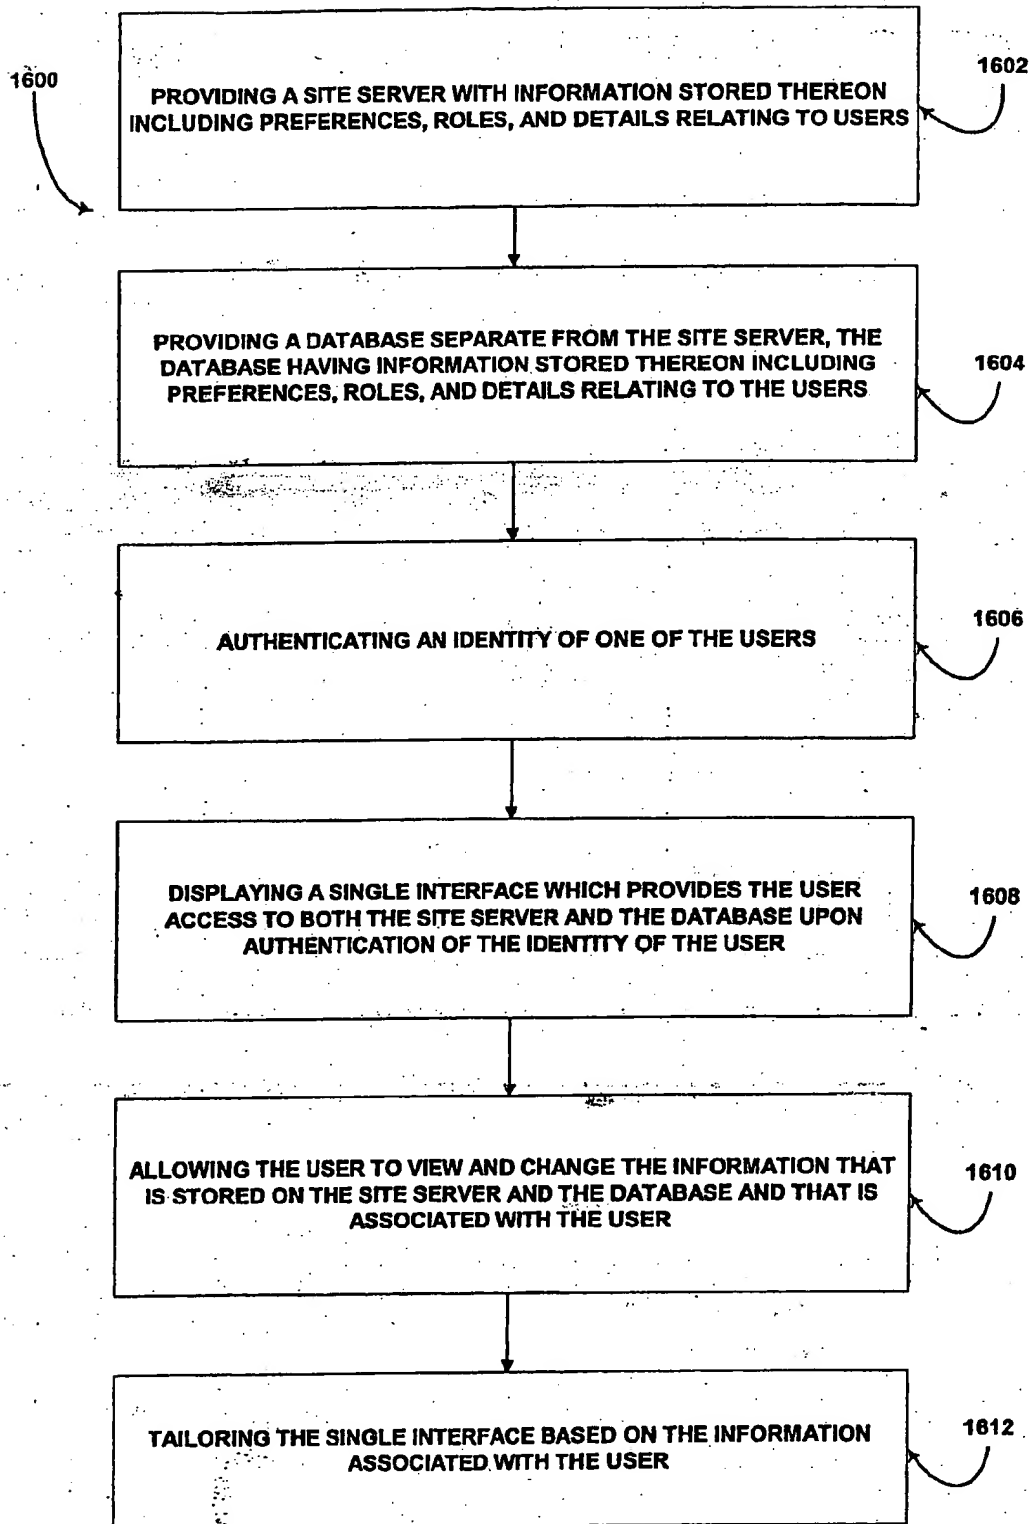 1600
1602
PROVIDING A SITE SERVER WITH INFORMATION STORED THEREON
INCLUDING PREFERENCES, ROLES, AND DETAILS RELATING TO USERS
PROVIDING A DATABASE SEPARATE FROM THE SITE SERVER, THE
DATABASE HAVING INFORMATION STORED THEREON INCLUDING
PREFERENCES, ROLES, AND DETAILS RELATING TO THE USERS
1604
AUTHENTICATING AN IDENTITY OF ONE OF THE USERS
1606
DISPLAYING A SINGLE INTERFACE WHICH PROVIDES THE USER
ACCESS TO BOTH THE SITE SERVER AND THE DATABASE UPON
AUTHENTICATION OF THE IDENTITY OF THE USER
1608
ALLOWING THE USER TO VIEW AND CHANGE THE INFORMATION THAT
IS STORED ON THE SITE SERVER AND THE DATABASE AND THAT IS
ASSOCIATED WITH THE USER
1610
TAILORING THE SINGLE INTERFACE BASED ON THE INFORMATION
ASSOCIATED WITH THE USER
1612